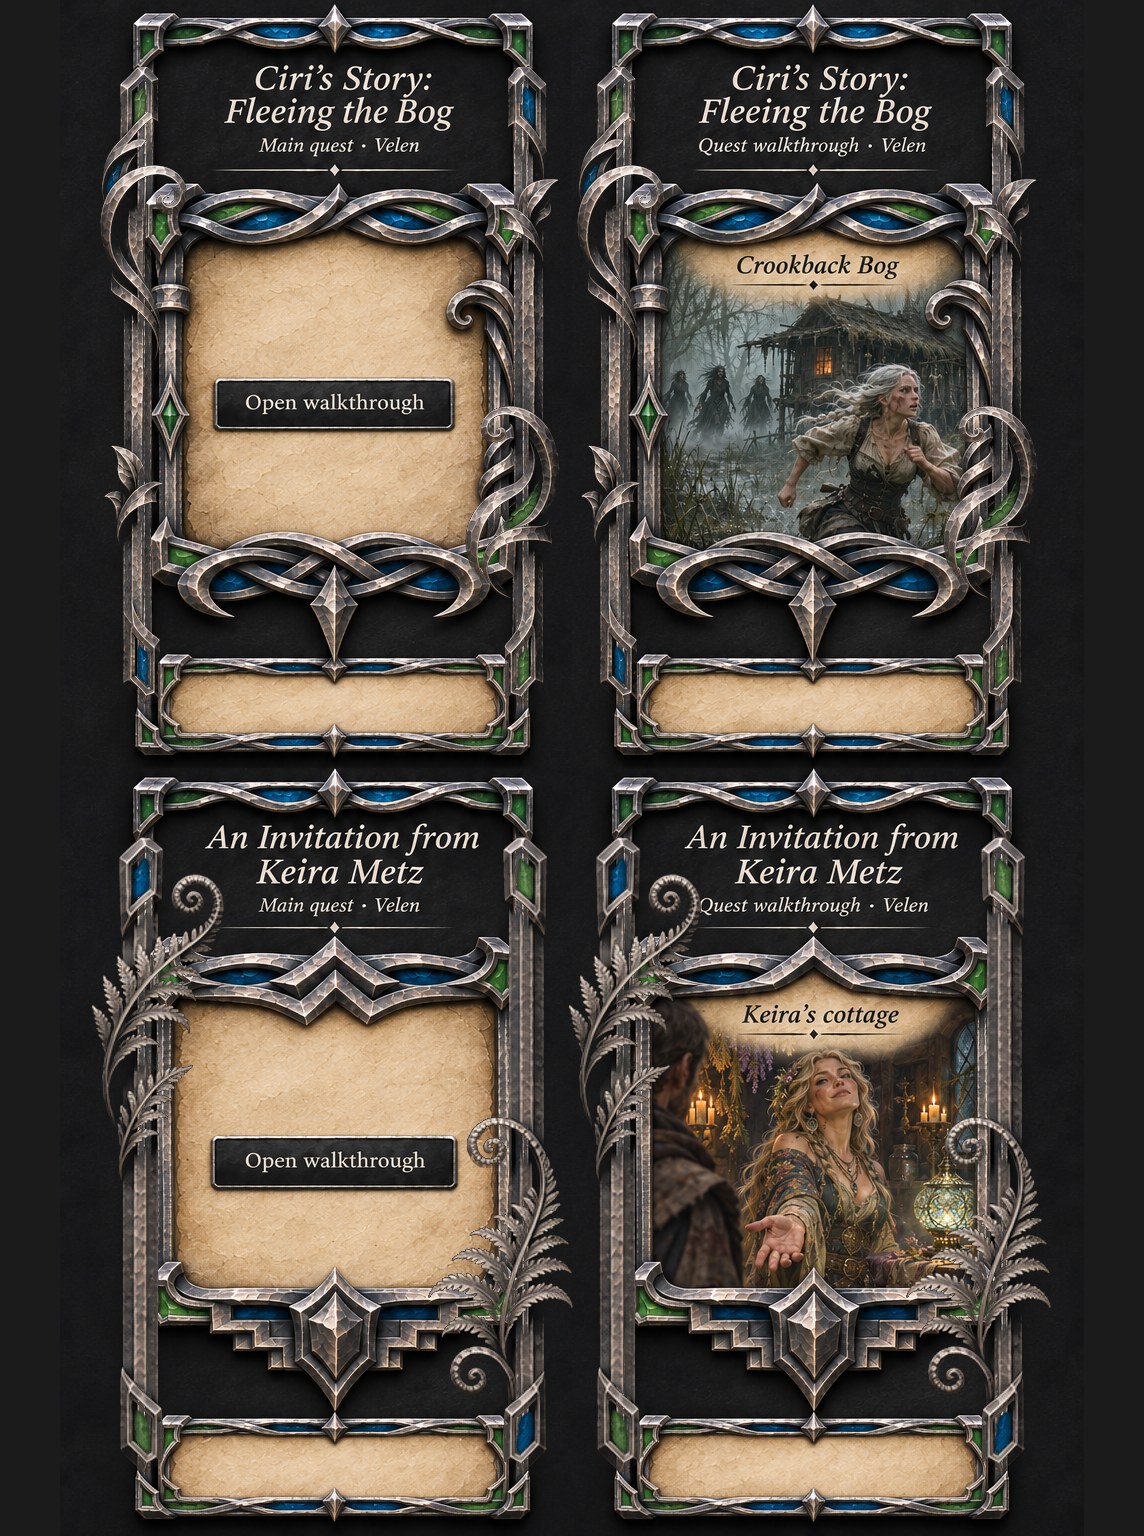 Ciri’s Story:
Fleeing the Bog
Main quest · Velen
Open walkthrough
Ciri’s Story:
Fleeing the Bog
Quest walkthrough · Velen
Crookback Bog
An Invitation from
Keira Metz
Main quest · Velen
Open walkthrough
An Invitation from
Keira Metz
Quest walkthrough · Velen
Keira’s cottage